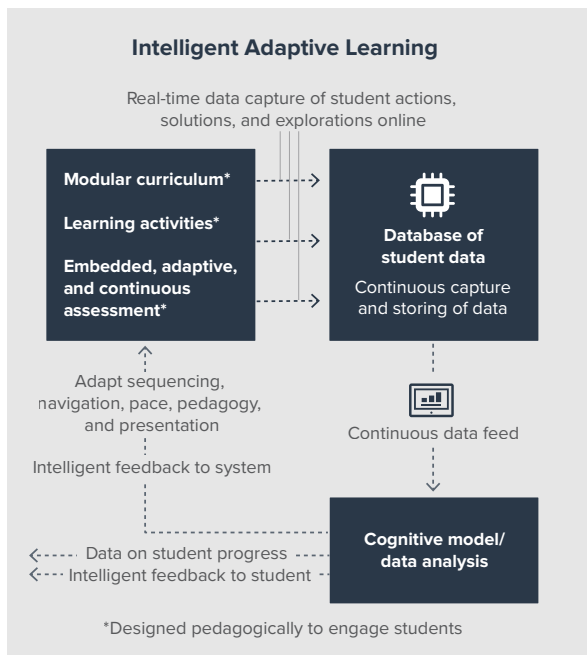 Intelligent Adaptive Learning
Real-time data capture of student actions,
solutions, and explorations online
Modular curriculum*
Learning activities*
Embedded, adaptive,
and continuous
assessment*
Database of
student data
Continuous capture
and storing of data
Adapt sequencing,
navigation, pace, pedagogy,
and presentation
Continuous data feed
Intelligent feedback to system
Cognitive model/
data analysis
Data on student progress
Intelligent feedback to student
*Designed pedagogically to engage students